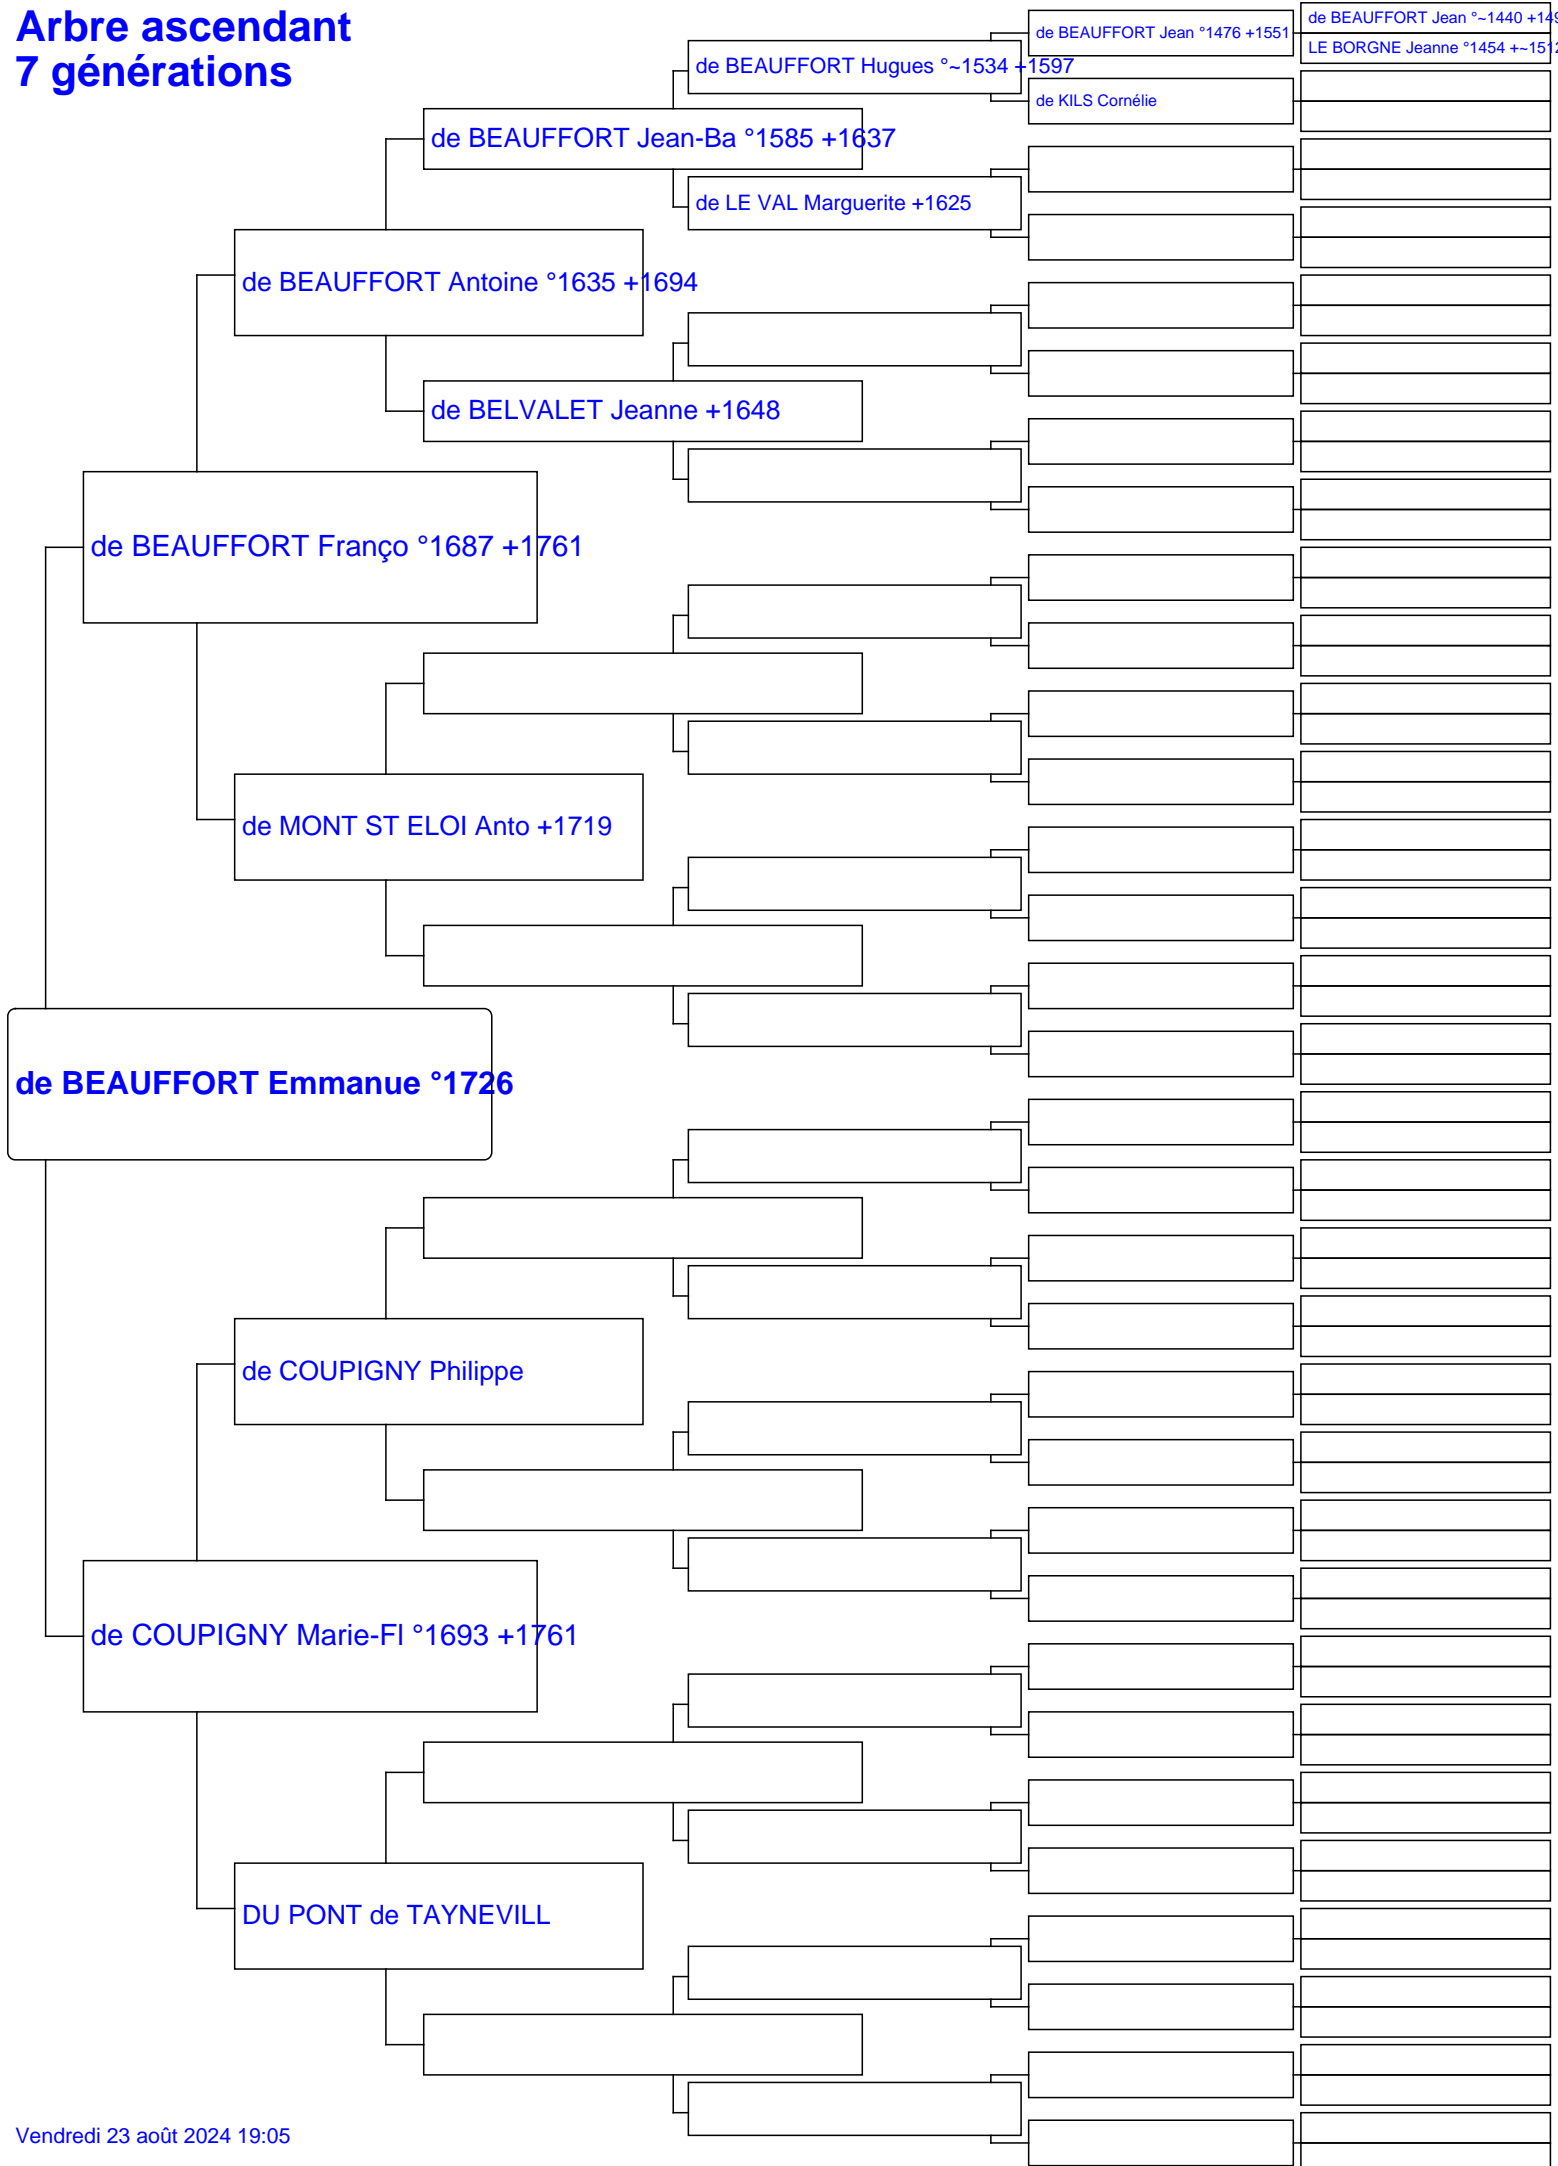 Arbre ascendant
7 générations
de BEAUFFORT Jean °~1440 +149
de BEAUFFORT Jean °1476 +1551
LE BORGNE Jeanne °1454 +~1512
de BEAUFFORT Hugues °~1534 +1597
de KILS Cornélie
de BEAUFFORT Jean-Ba °1585 +1637
de LE VAL Marguerite +1625
de BEAUFFORT Antoine °1635 +1694
de BELVALET Jeanne +1648
de BEAUFFORT Franço °1687 +1761
de MONT ST ELOI Anto +1719
de BEAUFFORT Emmanue °1726
de COUPIGNY Philippe
de COUPIGNY Marie-Fl °1693 +1761
DU PONT de TAYNEVILL
Vendredi 23 août 2024 19:05